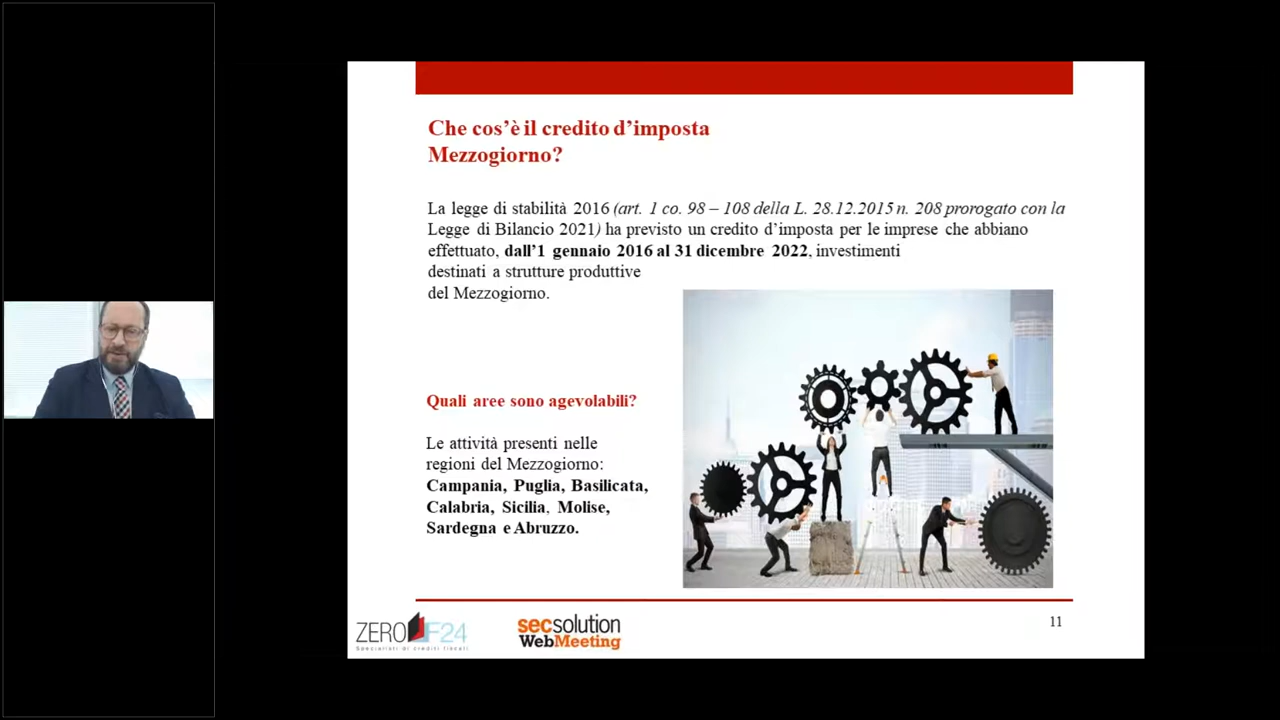 Che cos’è il credito d’imposta
Mezzogiorno?
La legge di stabilità 2016 (art. 1 co. 98 – 108 della L. 28.12.2015 n. 208 prorogato con la
Legge di Bilancio 2021) ha previsto un credito d’imposta per le imprese che abbiano
effettuato, dall’1 gennaio 2016 al 31 dicembre 2022, investimenti
destinati a strutture produttive
del Mezzogiorno.
Quali aree sono agevolabili?
Le attività presenti nelle
regioni del Mezzogiorno:
Campania, Puglia, Basilicata,
Calabria, Sicilia, Molise,
Sardegna e Abruzzo.
ZERO F24
Specialisti di crediti fiscali
secsolution
WebMeeting
11